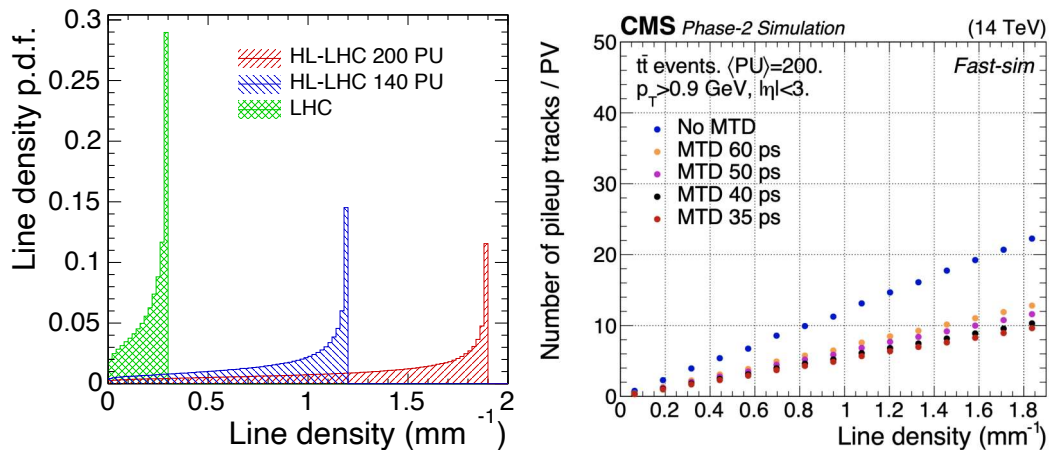 Line density p.d.f.
0.3
0.25
0.2
0.15
0.1
0.05
0
HL-LHC 200 PU
HL-LHC 140 PU
LHC
0 0.5 1 1.5 2
Line density (mm⁻¹)
CMS Phase-2 Simulation (14 TeV)
Number of pileup tracks / PV
50
40
30
20
10
0
tt̄ events. ⟨PU⟩=200. Fast-sim
p_T>0.9 GeV, |η|<3.
No MTD
MTD 60 ps
MTD 50 ps
MTD 40 ps
MTD 35 ps
0 0.2 0.4 0.6 0.8 1 1.2 1.4 1.6 1.8
Line density (mm⁻¹)